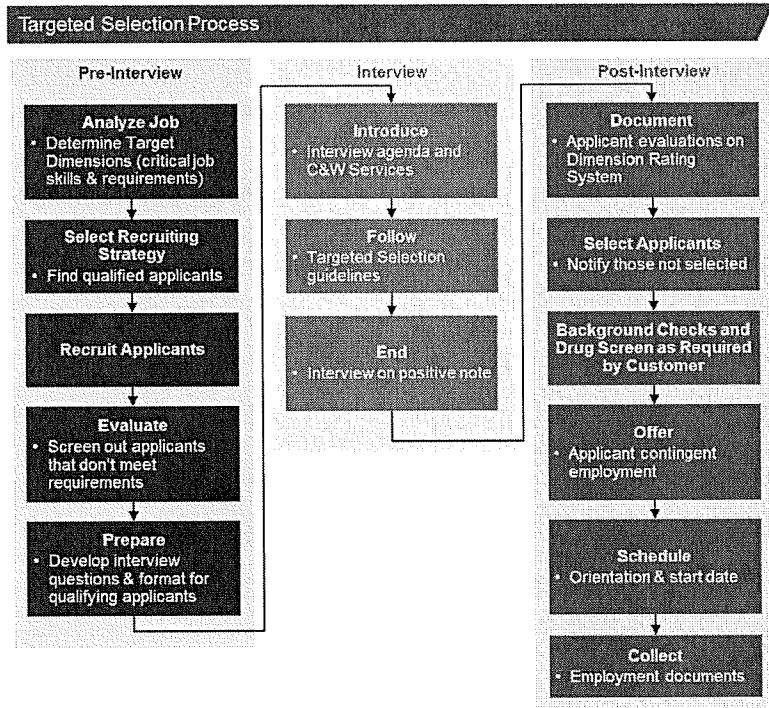 Targeted Selection Process
Pre-Interview
Analyze Job
• Determine Target
Dimensions (critical job
skills & requirements)
Select Recruiting
Strategy
• Find qualified applicants
Recruit Applicants
Evaluate
• Screen out applicants
that don't meet
requirements
Prepare
• Develop interview
questions & format for
qualifying applicants
Interview
Introduce
• Interview agenda and
C&W Services
Follow
• Targeted Selection
guidelines
End
• Interview on positive note
Post-Interview
Document
• Applicant evaluations on
Dimension Rating
System
Select Applicants
• Notify those not selected
Background Checks and
Drug Screen as Required
by Customer
Offer
• Applicant contingent
employment
Schedule
• Orientation & start date
Collect
• Employment documents